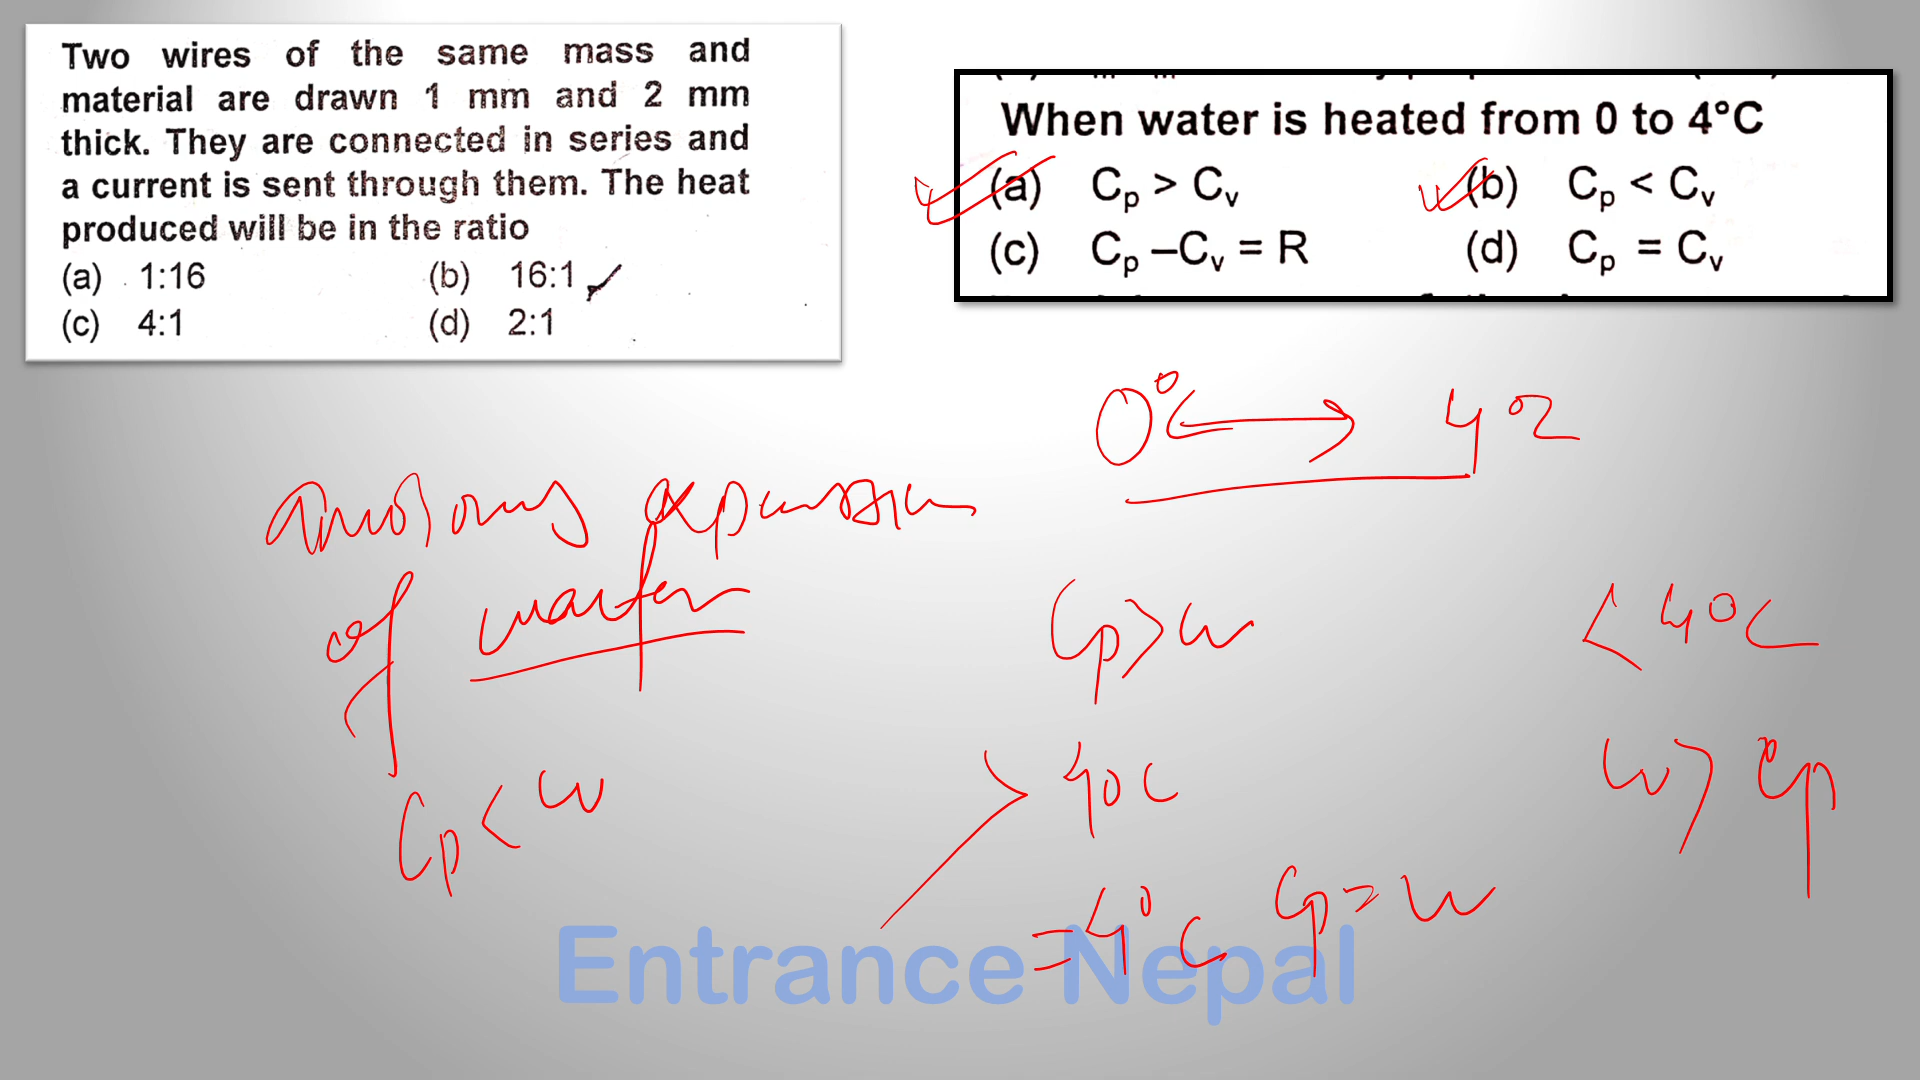 Two wires of the same mass and
material are drawn 1 mm and 2 mm
thick. They are connected in series and
a current is sent through them. The heat
produced will be in the ratio
(a) 1:16 (b) 16:1
(c) 4:1 (d) 2:1
When water is heated from 0 to 4°C
(a) Cp > Cv (b) Cp < Cv
(c) Cp –Cv = R (d) Cp = Cv
0°C → 4°C
expansion
of water
Cp > Cv
< 4°C
Cp < Cv
> 4°C
Cv > Cp
= 4°C Cp = Cv
Entrance Nepal